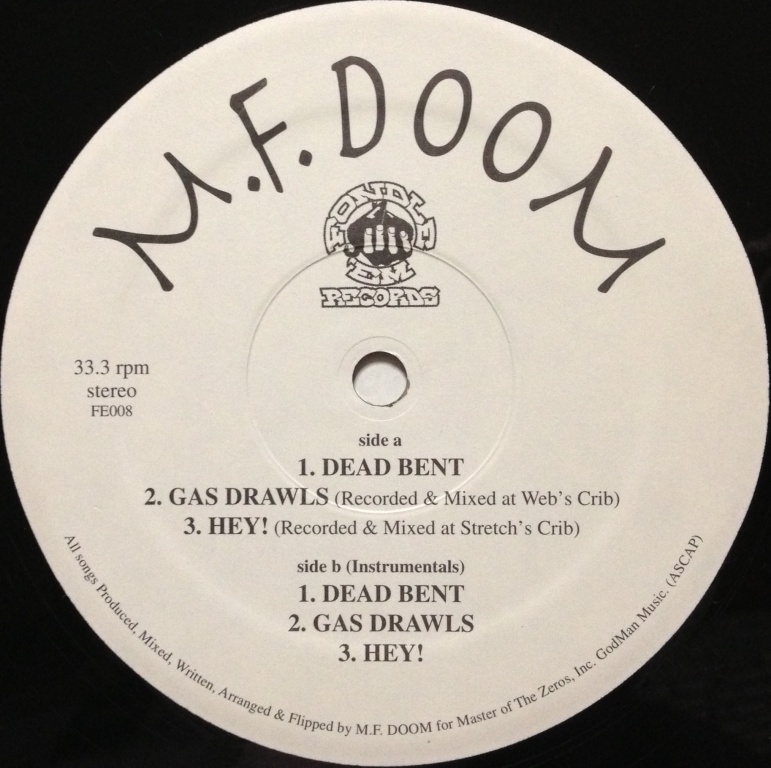 M.F. DOOM
FONDLE
'EM
RECORDS
33.3 rpm
stereo
FE008
side a
1. DEAD BENT
2. GAS DRAWLS (Recorded & Mixed at Web's Crib)
3. HEY! (Recorded & Mixed at Stretch's Crib)
side b (Instrumentals)
1. DEAD BENT
2. GAS DRAWLS
3. HEY!
All songs Produced, Mixed, Written, Arranged & Flipped by M.F. DOOM for Master of The Zeros, Inc. GodMan Music. (ASCAP)